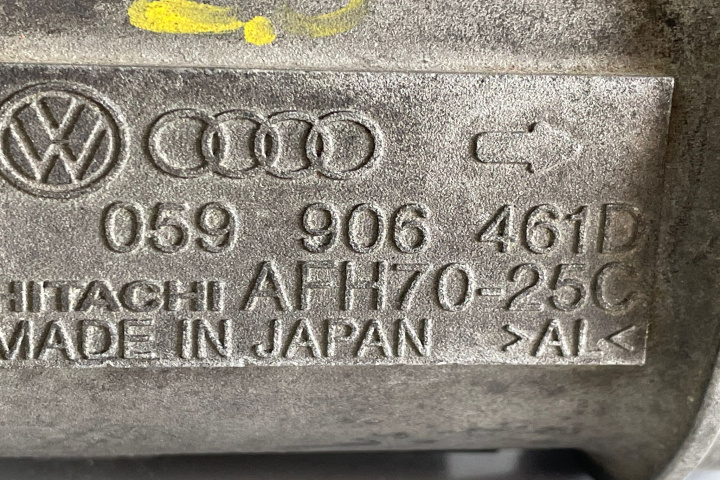 059 906 461D
HITACHI AFH70-25C
MADE IN JAPAN >AL<